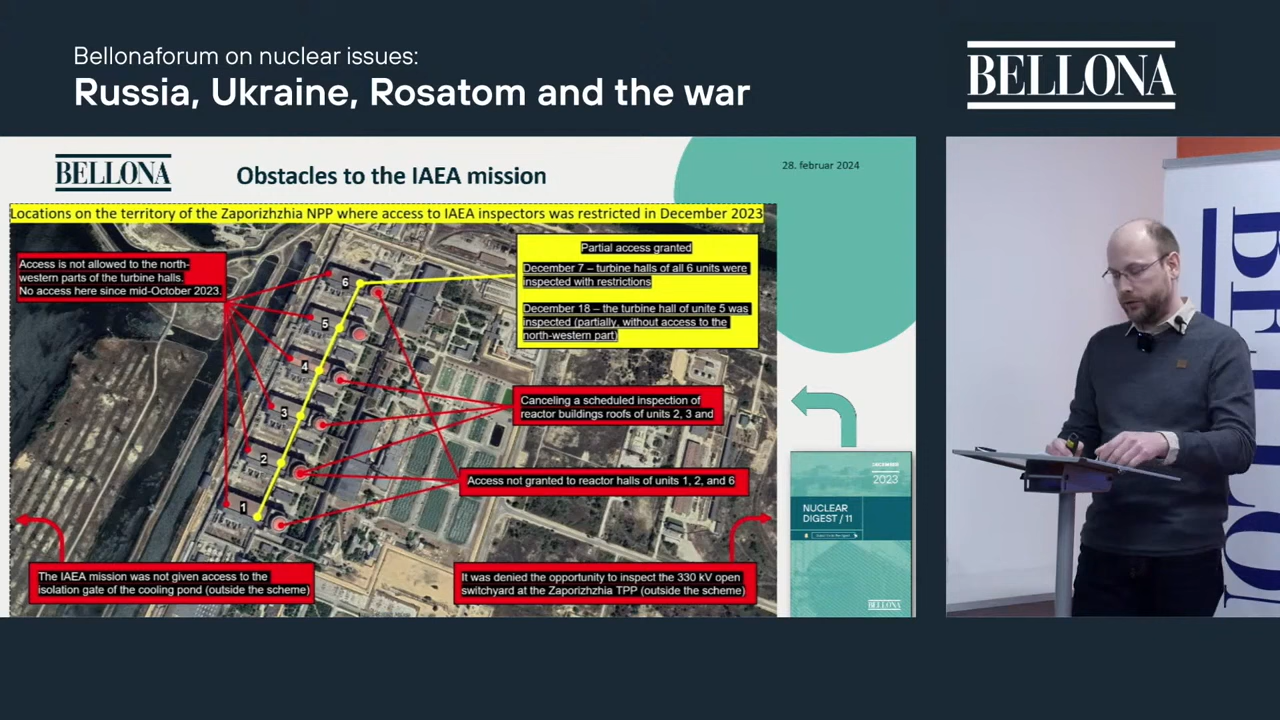 Bellonaforum on nuclear issues:
Russia, Ukraine, Rosatom and the war
BELLONA
BELLONA
Obstacles to the IAEA mission
28. februar 2024
Locations on the territory of the Zaporizhzhia NPP where access to IAEA inspectors was restricted in December 2023
Access is not allowed to the north-
western parts of the turbine halls.
No access here since mid-October 2023.
Partial access granted
December 7 – turbine halls of all 6 units were
inspected with restrictions
December 18 – the turbine hall of unite 5 was
inspected (partially, without access to the
north-western part)
6
5
4
3
2
1
Canceling a scheduled inspection of
reactor buildings roofs of units 2, 3 and
Access not granted to reactor halls of units 1, 2, and 6
The IAEA mission was not given access to the
isolation gate of the cooling pond (outside the scheme)
It was denied the opportunity to inspect the 330 kV open
switchyard at the Zaporizhzhia TPP (outside the scheme)
DECEMBER
2023
NUCLEAR
DIGEST / 11
BELLONA
BELLO